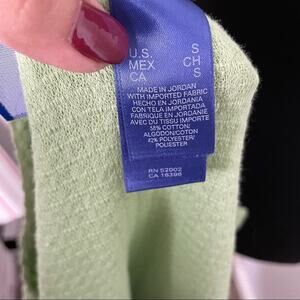 U.S. S
MEX CH
CA S
MADE IN JORDAN
WITH IMPORTED FABRIC
HECHO EN JORDANIA
CON TELA IMPORTADA
FABRIQUE EN JORDANIE
AVEC DU TISSU IMPORTE
58% COTTON/
ALGODON/COTON
42% POLYESTER/
POLIESTER
RN 52002
CA 16396